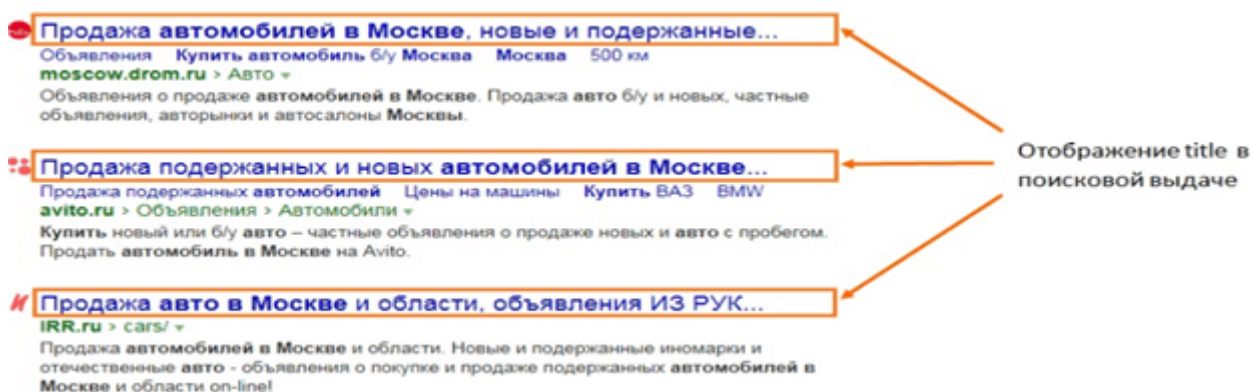 Продажа автомобилей в Москве, новые и подержанные...
Объявления Купить автомобиль б/у Москва Москва 500 км
moscow.drom.ru › Авто
Объявления о продаже автомобилей в Москве. Продажа авто б/у и новых, частные
объявления, авторынки и автосалоны Москвы.
Продажа подержанных и новых автомобилей в Москве...
Продажа подержанных автомобилей Цены на машины Купить ВАЗ BMW
avito.ru › Объявления › Автомобили
Купить новый или б/у авто – частные объявления о продаже новых и авто с пробегом.
Продать автомобиль в Москве на Avito.
Продажа авто в Москве и области, объявления ИЗ РУК...
IRR.ru › cars/
Продажа автомобилей в Москве и области. Новые и подержанные иномарки и
отечественные авто - объявления о покупке и продаже подержанных автомобилей в
Москве и области on-line!
Отображение title в
поисковой выдаче